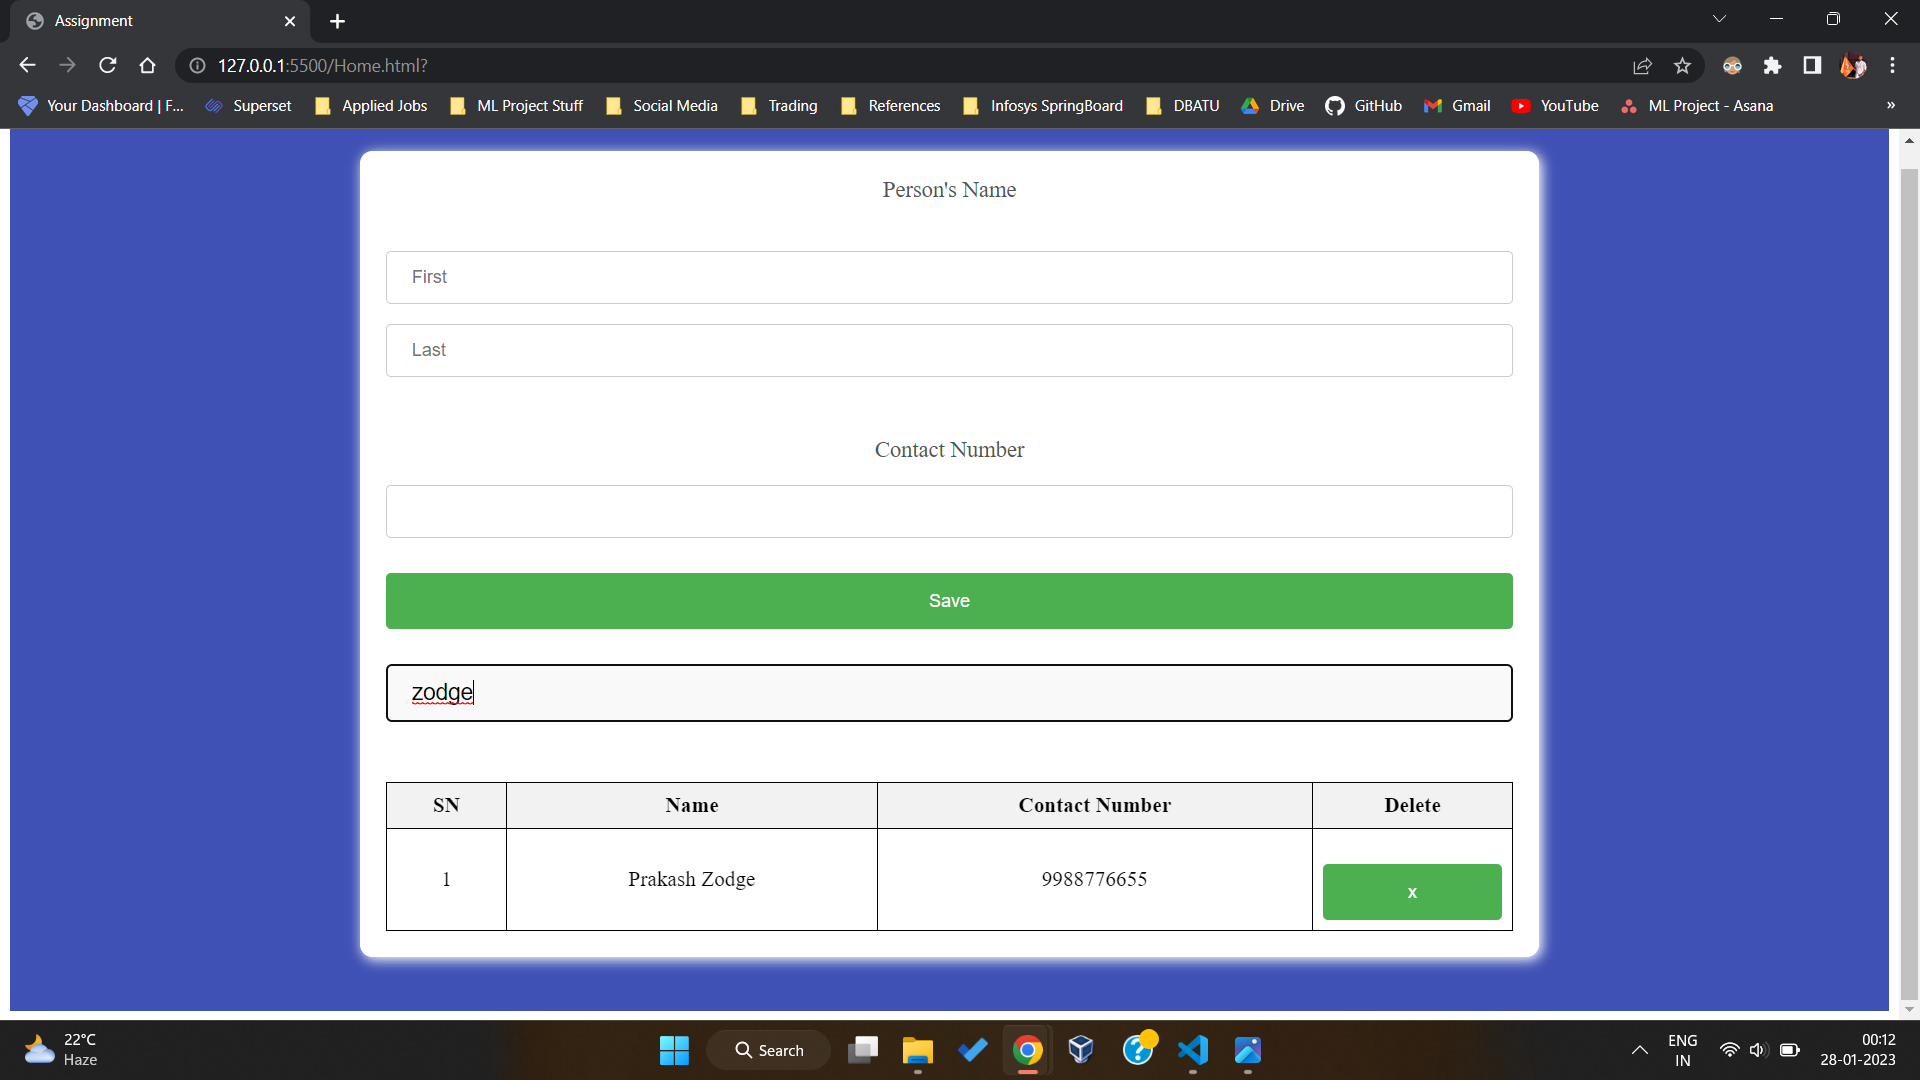 Assignment
127.0.0.1:5500/Home.html?
Your Dashboard | F... Superset Applied Jobs ML Project Stuff Social Media Trading References Infosys SpringBoard DBATU Drive GitHub Gmail YouTube ML Project - Asana »
Person's Name
First
Last
Contact Number
Save
zodge
SN Name Contact Number Delete
1 Prakash Zodge 9988776655 x
22°C
Haze
Search
ENG
IN
00:12
28-01-2023